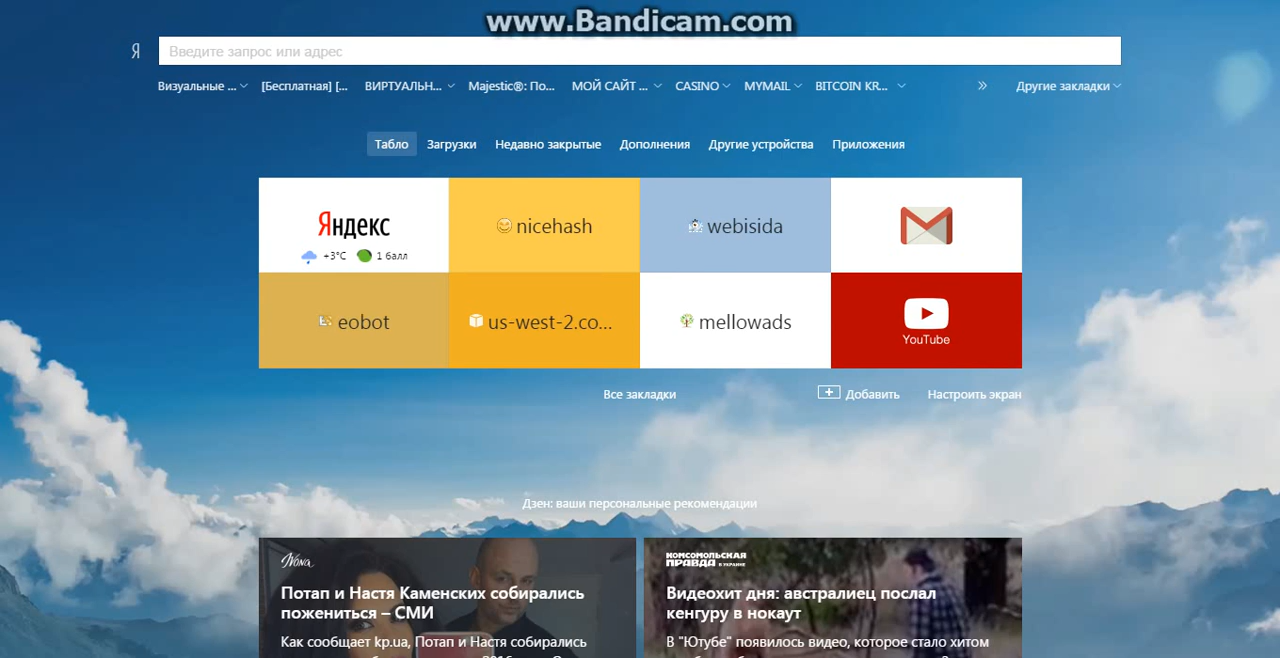 www.Bandicam.com
Я
Введите запрос или адрес
Визуальные ... [Бесплатная] [... ВИРТУАЛЬН... Majestic®: По... МОЙ САЙТ ... CASINO MYMAIL BITCOIN KR... » Другие закладки
Табло Загрузки Недавно закрытые Дополнения Другие устройства Приложения
Яндекс
+3°C 1 балл
nicehash
webisida
eobot
us-west-2.co...
mellowads
YouTube
Все закладки Добавить Настроить экран
Дзен: ваши персональные рекомендации
Nona
Потап и Настя Каменских собирались
пожениться – СМИ
Как сообщает kp.ua, Потап и Настя собирались
КОМСОМОЛЬСКАЯ
ПРАВДА В УКРАИНЕ
Видеохит дня: австралиец послал
кенгуру в нокаут
В "Ютубе" появилось видео, которое стало хитом